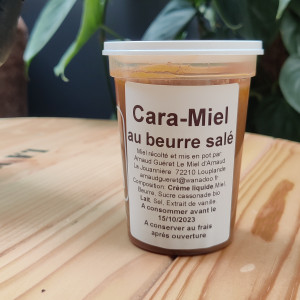 Cara-Miel
au beurre salé
Miel récolté et mis en pot par
Arnaud Guéret Le Miel d'Arnaud
La Jouannière 72210 Louplande
arnaudgueret@wanadoo.fr
Composition: Crème liquide, Miel,
Beurre, Sucre cassonade bio,
Lait, Sel, Extrait de vanille
A consommer avant le
15/10/2023
A conserver au frais
après ouverture